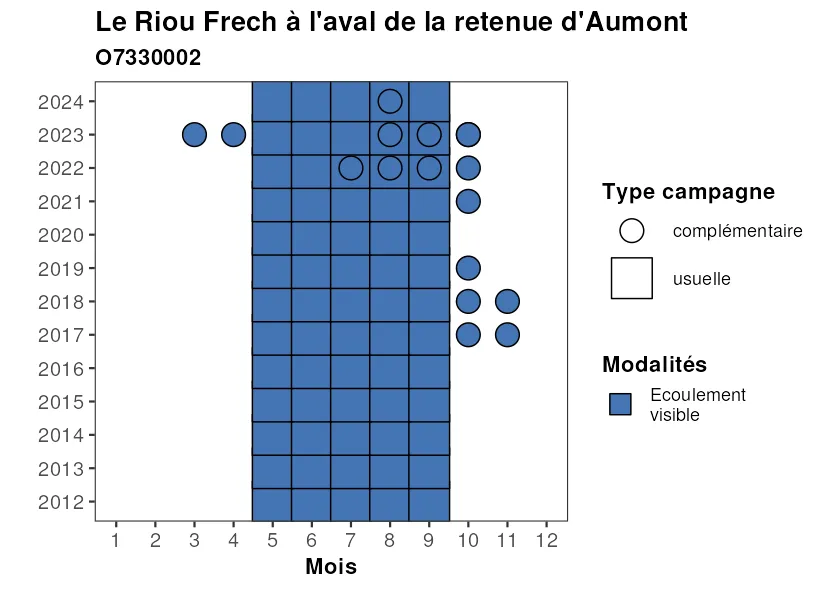 Le Riou Frech à l'aval de la retenue d'Aumont
O7330002
2024
2023
2022
2021
2020
2019
2018
2017
2016
2015
2014
2013
2012
1 2 3 4 5 6 7 8 9 10 11 12
Mois
Type campagne
complémentaire
usuelle
Modalités
Ecoulement
visible